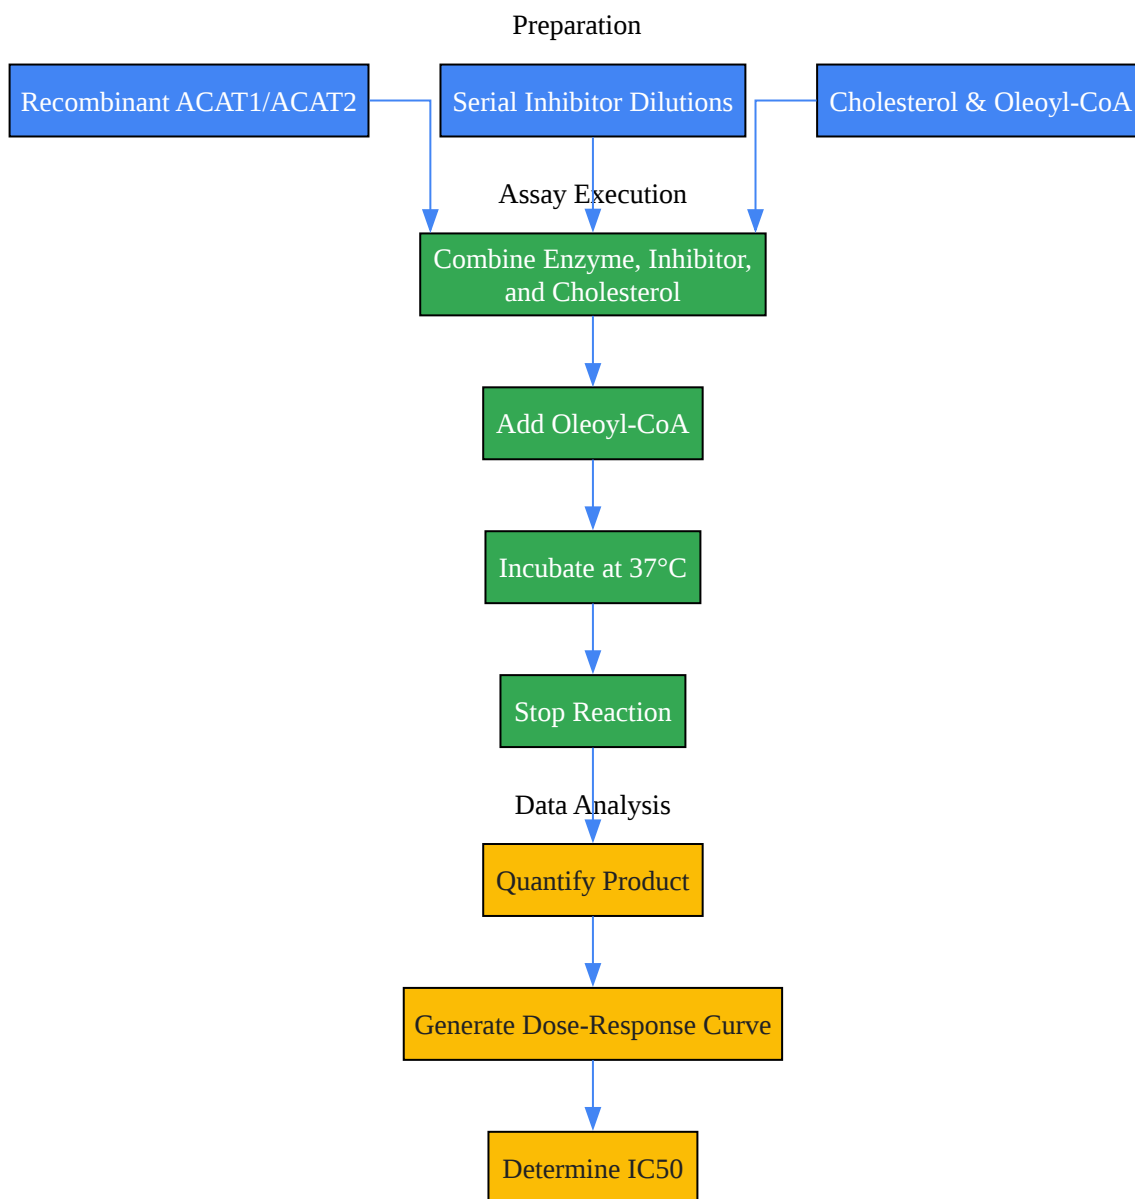 Preparation
Recombinant ACAT1/ACAT2
Serial Inhibitor Dilutions
Cholesterol & Oleoyl-CoA
Assay Execution
Combine Enzyme, Inhibitor,
and Cholesterol
Add Oleoyl-CoA
Incubate at 37°C
Stop Reaction
Data Analysis
Quantify Product
Generate Dose-Response Curve
Determine IC50